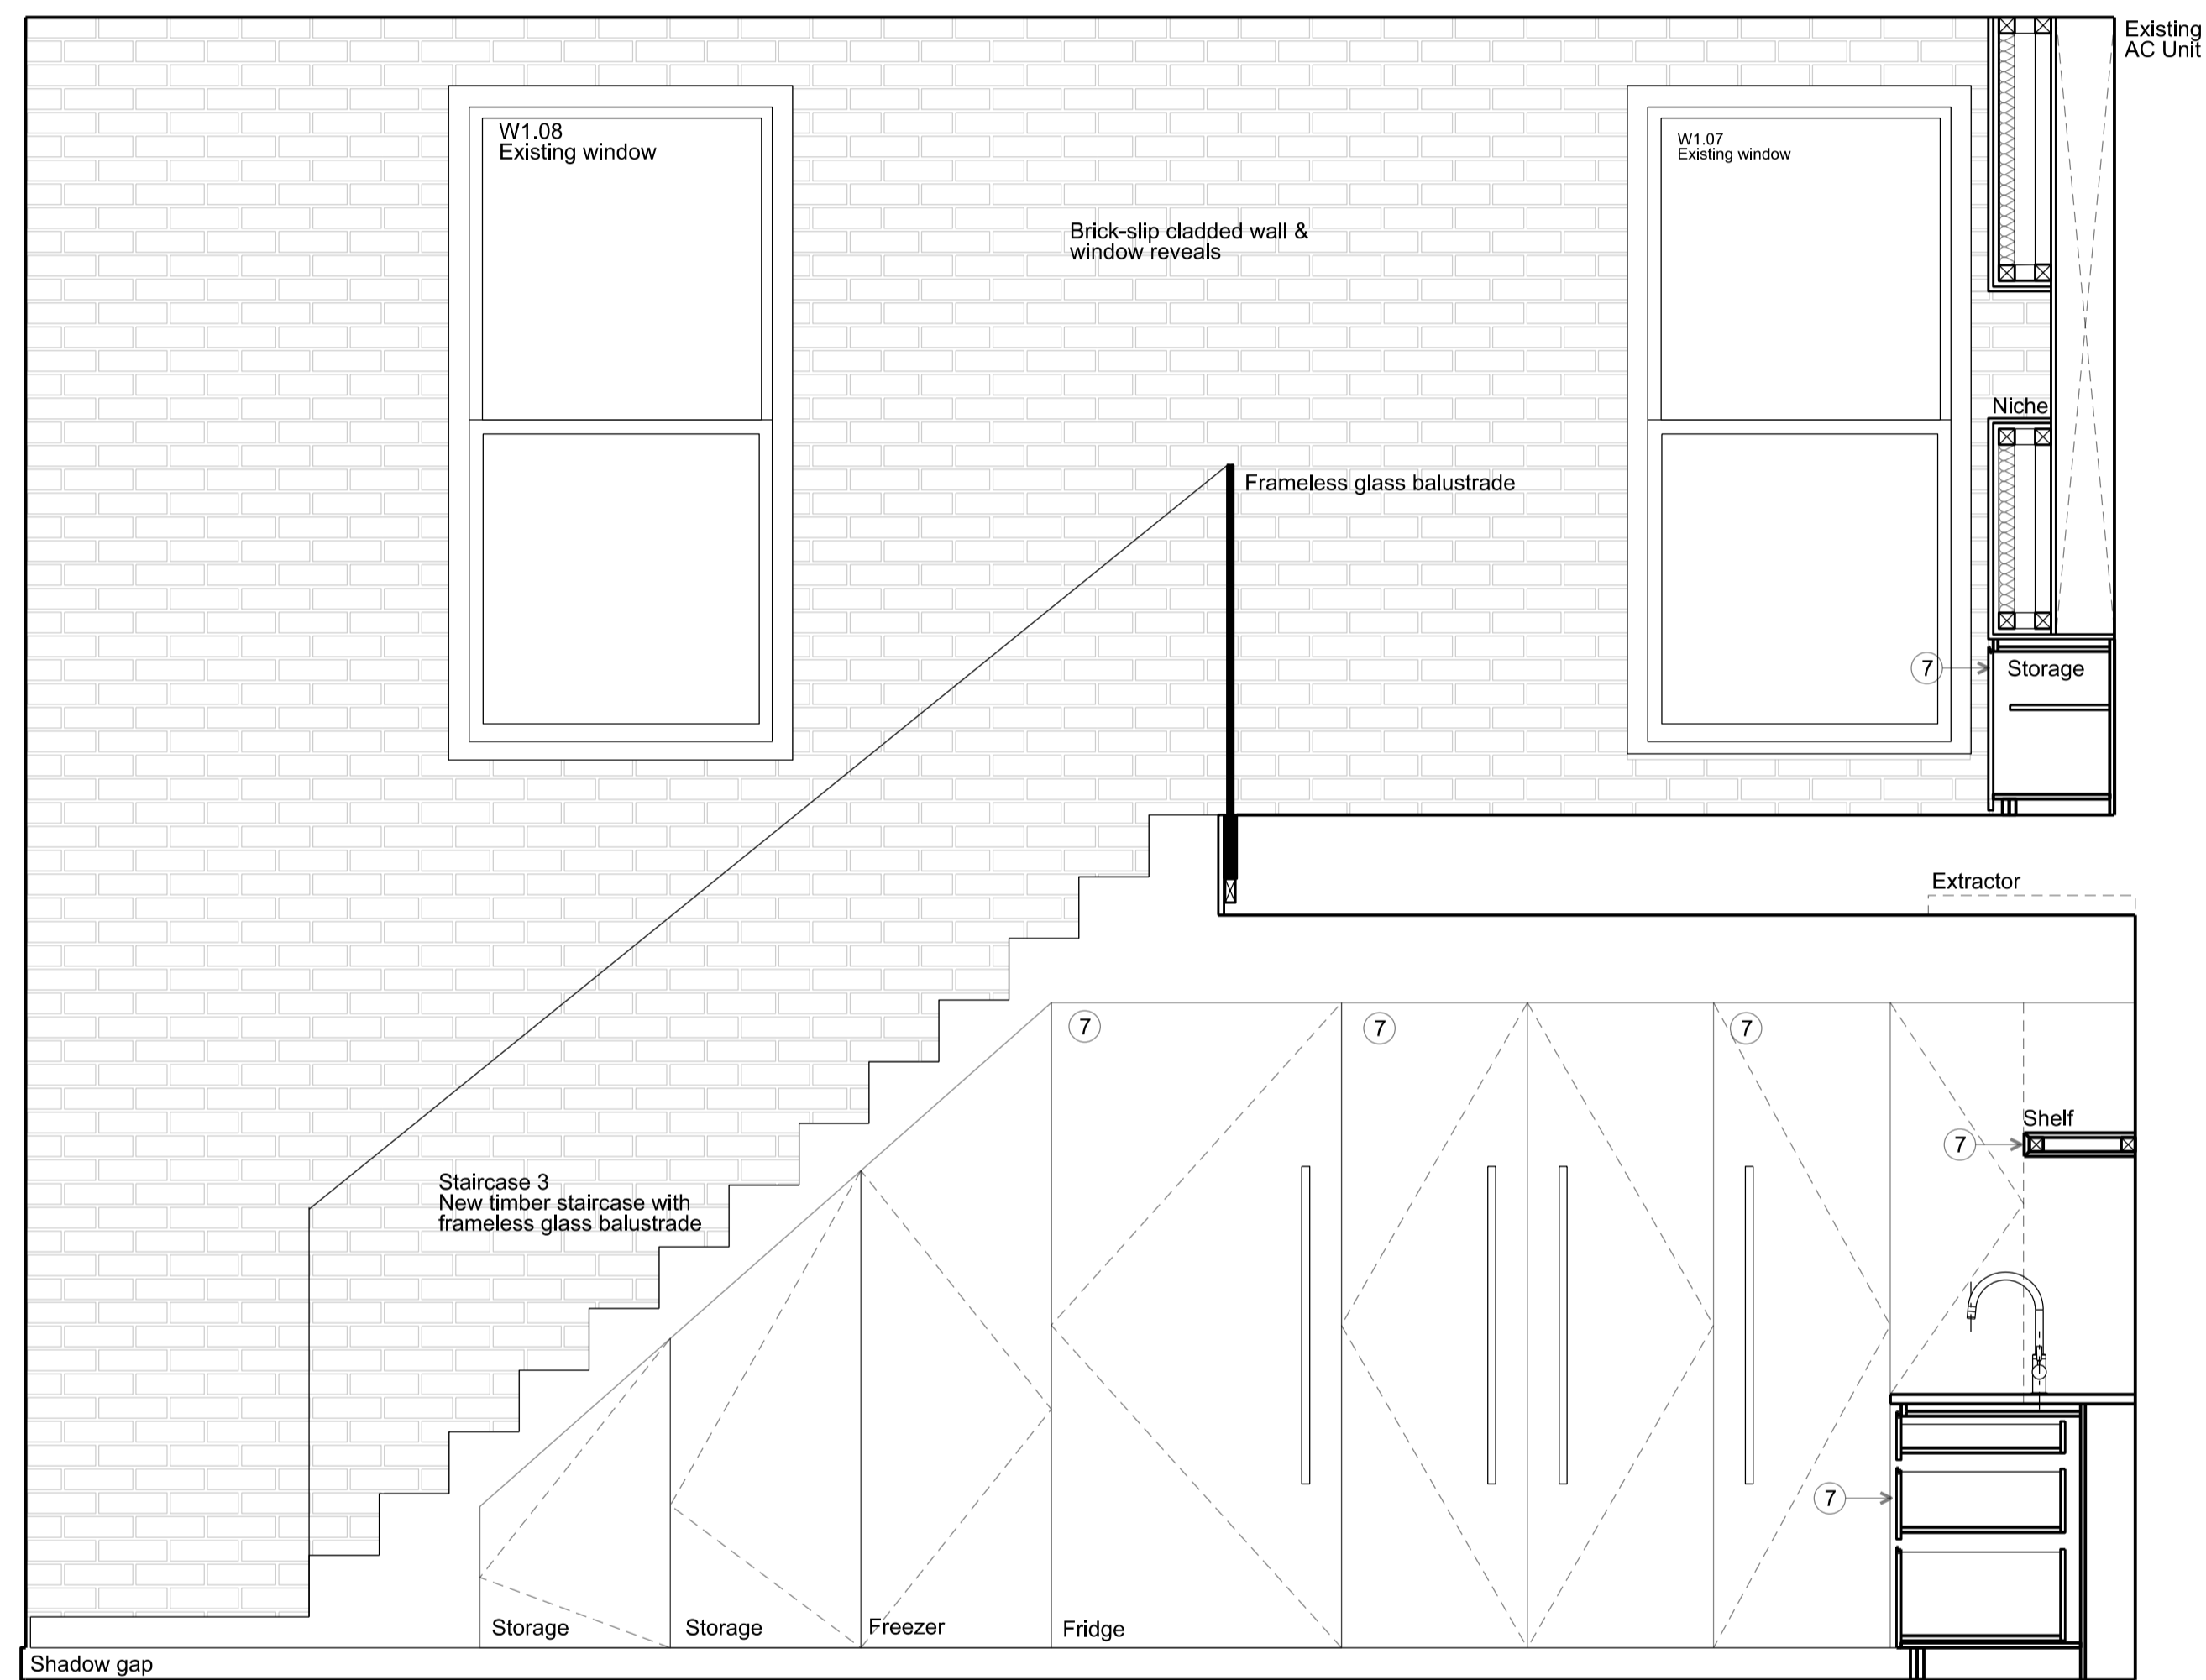 Existing
AC Unit
W1.08
Existing window
W1.07
Existing window
Brick-slip cladded wall &
window reveals
Niche
Frameless glass balustrade
7
Storage
Extractor
7
7
7
Shelf
7
Staircase 3
New timber staircase with
frameless glass balustrade
7
Storage
Storage
Freezer
Fridge
Shadow gap